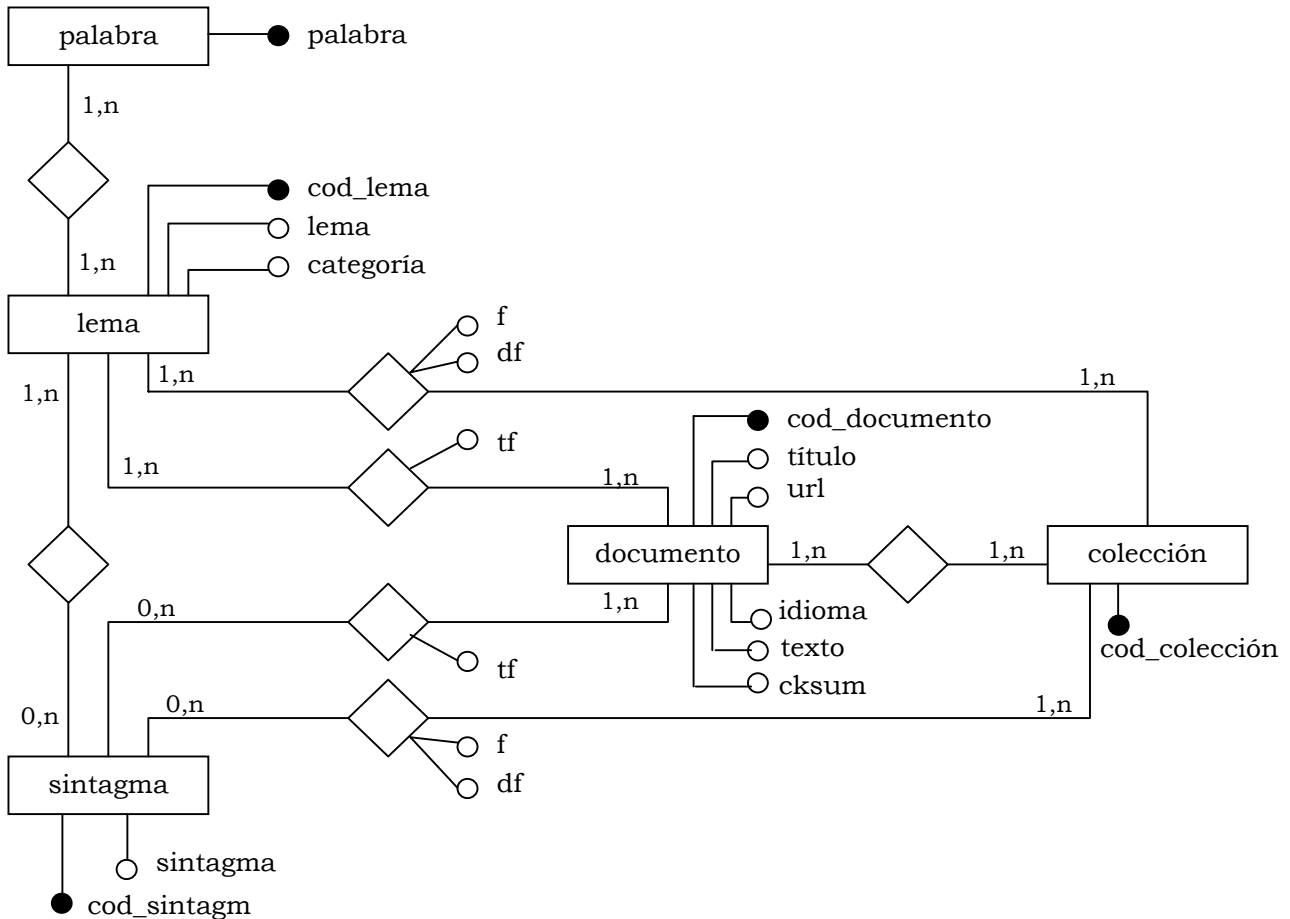 palabra
palabra
1,n
cod_lema
lema
categoría
1,n
lema
f
df
1,n
1,n
1,n
tf
1,n
1,n
cod_documento
título
url
documento
1,n
1,n
colección
idioma
texto
cksum
cod_colección
0,n
1,n
tf
0,n
0,n
1,n
f
df
sintagma
sintagma
cod_sintagm